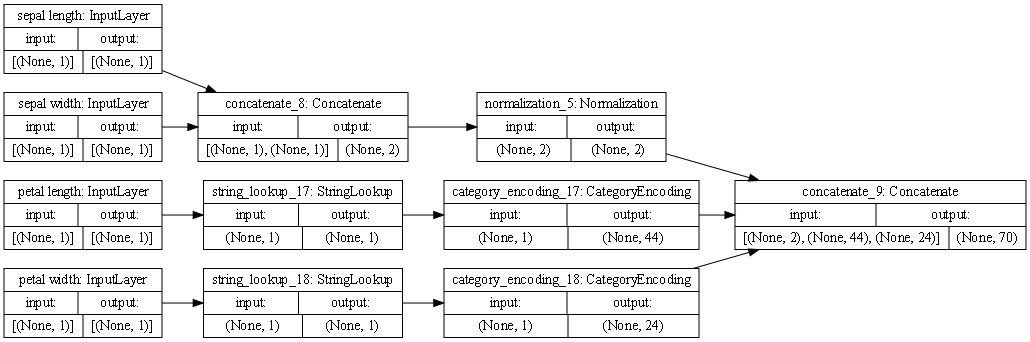 sepal length: InputLayer
input: output:
[(None, 1)] [(None, 1)]
sepal width: InputLayer
input: output:
[(None, 1)] [(None, 1)]
concatenate_8: Concatenate
input: output:
[(None, 1), (None, 1)] (None, 2)
normalization_5: Normalization
input: output:
(None, 2) (None, 2)
petal length: InputLayer
input: output:
[(None, 1)] [(None, 1)]
string_lookup_17: StringLookup
input: output:
(None, 1) (None, 1)
category_encoding_17: CategoryEncoding
input: output:
(None, 1) (None, 44)
concatenate_9: Concatenate
input: output:
[(None, 2), (None, 44), (None, 24)] (None, 70)
petal width: InputLayer
input: output:
[(None, 1)] [(None, 1)]
string_lookup_18: StringLookup
input: output:
(None, 1) (None, 1)
category_encoding_18: CategoryEncoding
input: output:
(None, 1) (None, 24)